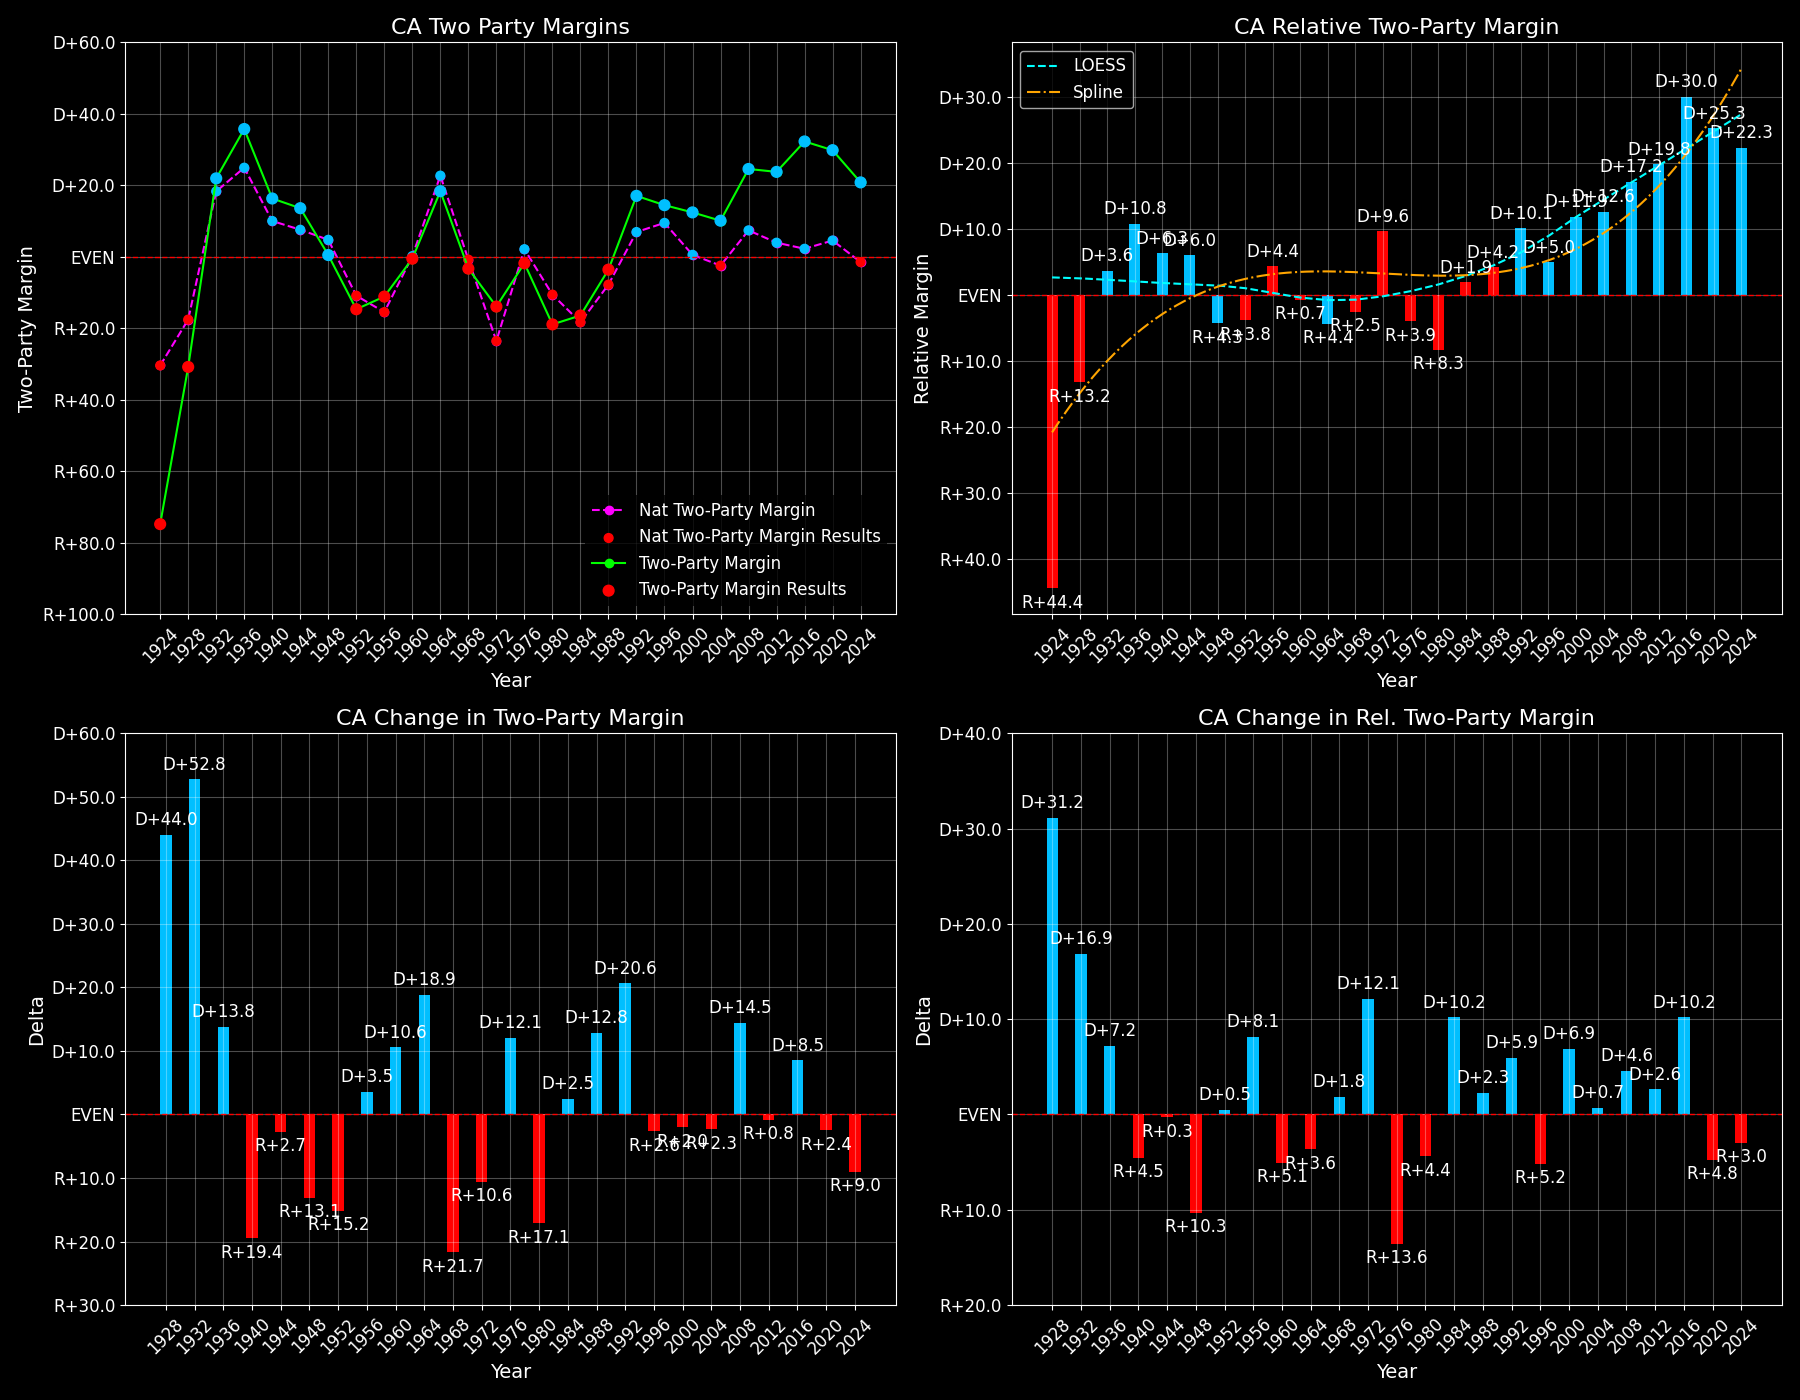 CA Two Party Margins
D+60.0
D+40.0
D+20.0
EVEN
R+20.0
R+40.0
R+60.0
R+80.0
R+100.0
Two-Party Margin
Nat Two-Party Margin
Nat Two-Party Margin Results
Two-Party Margin
Two-Party Margin Results
1924 1928 1932 1936 1940 1944 1948 1952 1956 1960 1964 1968 1972 1976 1980 1984 1988 1992 1996 2000 2004 2008 2012 2016 2020 2024
Year
CA Relative Two-Party Margin
LOESS
Spline
D+30.0
D+20.0
D+10.0
EVEN
R+10.0
R+20.0
R+30.0
R+40.0
Relative Margin
R+44.4
R+13.2
D+3.6
D+10.8
D+6.3
D+6.0
R+4.3
R+3.8
D+4.4
R+0.7
R+4.4
R+2.5
D+9.6
R+3.9
R+8.3
D+1.9
D+4.2
D+10.1
D+5.0
D+11.9
D+12.6
D+17.2
D+19.8
D+30.0
D+25.3
D+22.3
1924 1928 1932 1936 1940 1944 1948 1952 1956 1960 1964 1968 1972 1976 1980 1984 1988 1992 1996 2000 2004 2008 2012 2016 2020 2024
Year
CA Change in Two-Party Margin
D+60.0
D+50.0
D+40.0
D+30.0
D+20.0
D+10.0
EVEN
R+10.0
R+20.0
R+30.0
Delta
D+44.0
D+52.8
D+13.8
R+19.4
R+2.7
R+13.1
R+15.2
D+3.5
D+10.6
D+18.9
R+21.7
R+10.6
D+12.1
R+17.1
D+2.5
D+12.8
D+20.6
R+2.6
R+2.0
R+2.3
D+14.5
R+0.8
D+8.5
R+2.4
R+9.0
1928 1932 1936 1940 1944 1948 1952 1956 1960 1964 1968 1972 1976 1980 1984 1988 1992 1996 2000 2004 2008 2012 2016 2020 2024
Year
CA Change in Rel. Two-Party Margin
D+40.0
D+30.0
D+20.0
D+10.0
EVEN
R+10.0
R+20.0
Delta
D+31.2
D+16.9
D+7.2
R+4.5
R+0.3
R+10.3
D+0.5
D+8.1
R+5.1
R+3.6
D+1.8
D+12.1
R+13.6
R+4.4
D+10.2
D+2.3
D+5.9
R+5.2
D+6.9
D+0.7
D+4.6
D+2.6
D+10.2
R+4.8
R+3.0
1928 1932 1936 1940 1944 1948 1952 1956 1960 1964 1968 1972 1976 1980 1984 1988 1992 1996 2000 2004 2008 2012 2016 2020 2024
Year